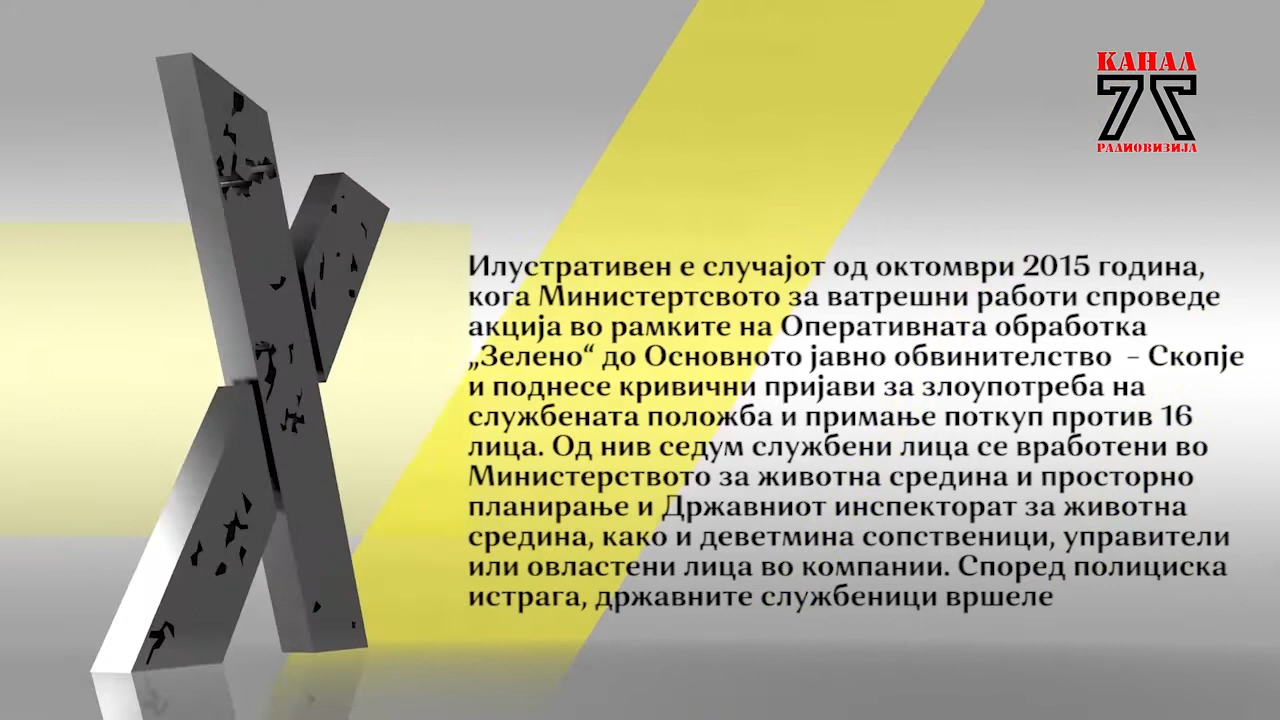 КАНАЛ
77
РАДИОВИЗИЈА
Илустративен е случајот од октомври 2015 година,
кога Министертсвото за ватрешни работи спроведе
акција во рамките на Оперативната обработка
„Зелено“ до Основното јавно обвинителство – Скопје
и поднесе кривични пријави за злоупотреба на
службената положба и примање поткуп против 16
лица. Од нив седум службени лица се вработени во
Министерството за животна средина и просторно
планирање и Државниот инспекторат за животна
средина, како и деветмина сопственици, управители
или овластени лица во компании. Според полициска
истрага, државните службеници вршеле